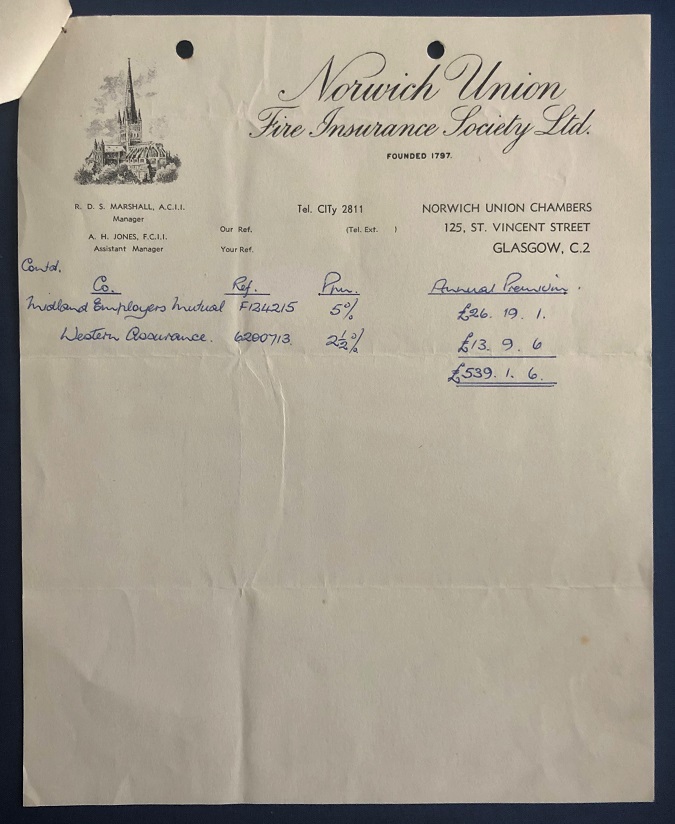 Norwich Union
Fire Insurance Society Ltd.
FOUNDED 1797.
R. D. S. MARSHALL, A.C.I.I.
Manager
A. H. JONES, F.C.I.I.
Assistant Manager
Our Ref.
Your Ref.
Tel. CITy 2811
(Tel. Ext. )
NORWICH UNION CHAMBERS
125, ST. VINCENT STREET
GLASGOW, C.2
Contd.
Co. Ref. Prn. Annual Premium.
Midland Employers Mutual F134215 5% £26. 19. 1.
Western Assurance. 6200713. 2½% £13. 9. 6
£539. 1. 6.